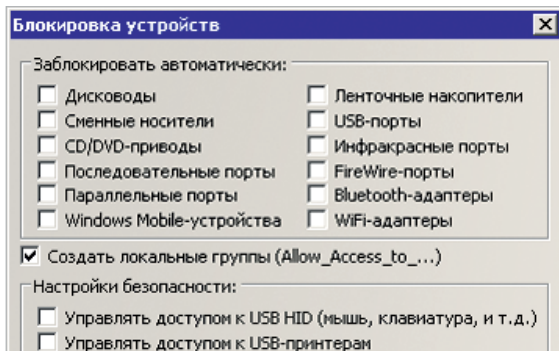 Блокировка устройств
Заблокировать автоматически:
Дисководы
Сменные носители
CD/DVD-приводы
Последовательные порты
Параллельные порты
Windows Mobile-устройства
Ленточные накопители
USB-порты
Инфракрасные порты
FireWire-порты
Bluetooth-адаптеры
WiFi-адаптеры
Создать локальные группы (Allow_Access_to_...)
Настройки безопасности:
Управлять доступом к USB HID (мышь, клавиатура, и т.д.)
Управлять доступом к USB-принтерам